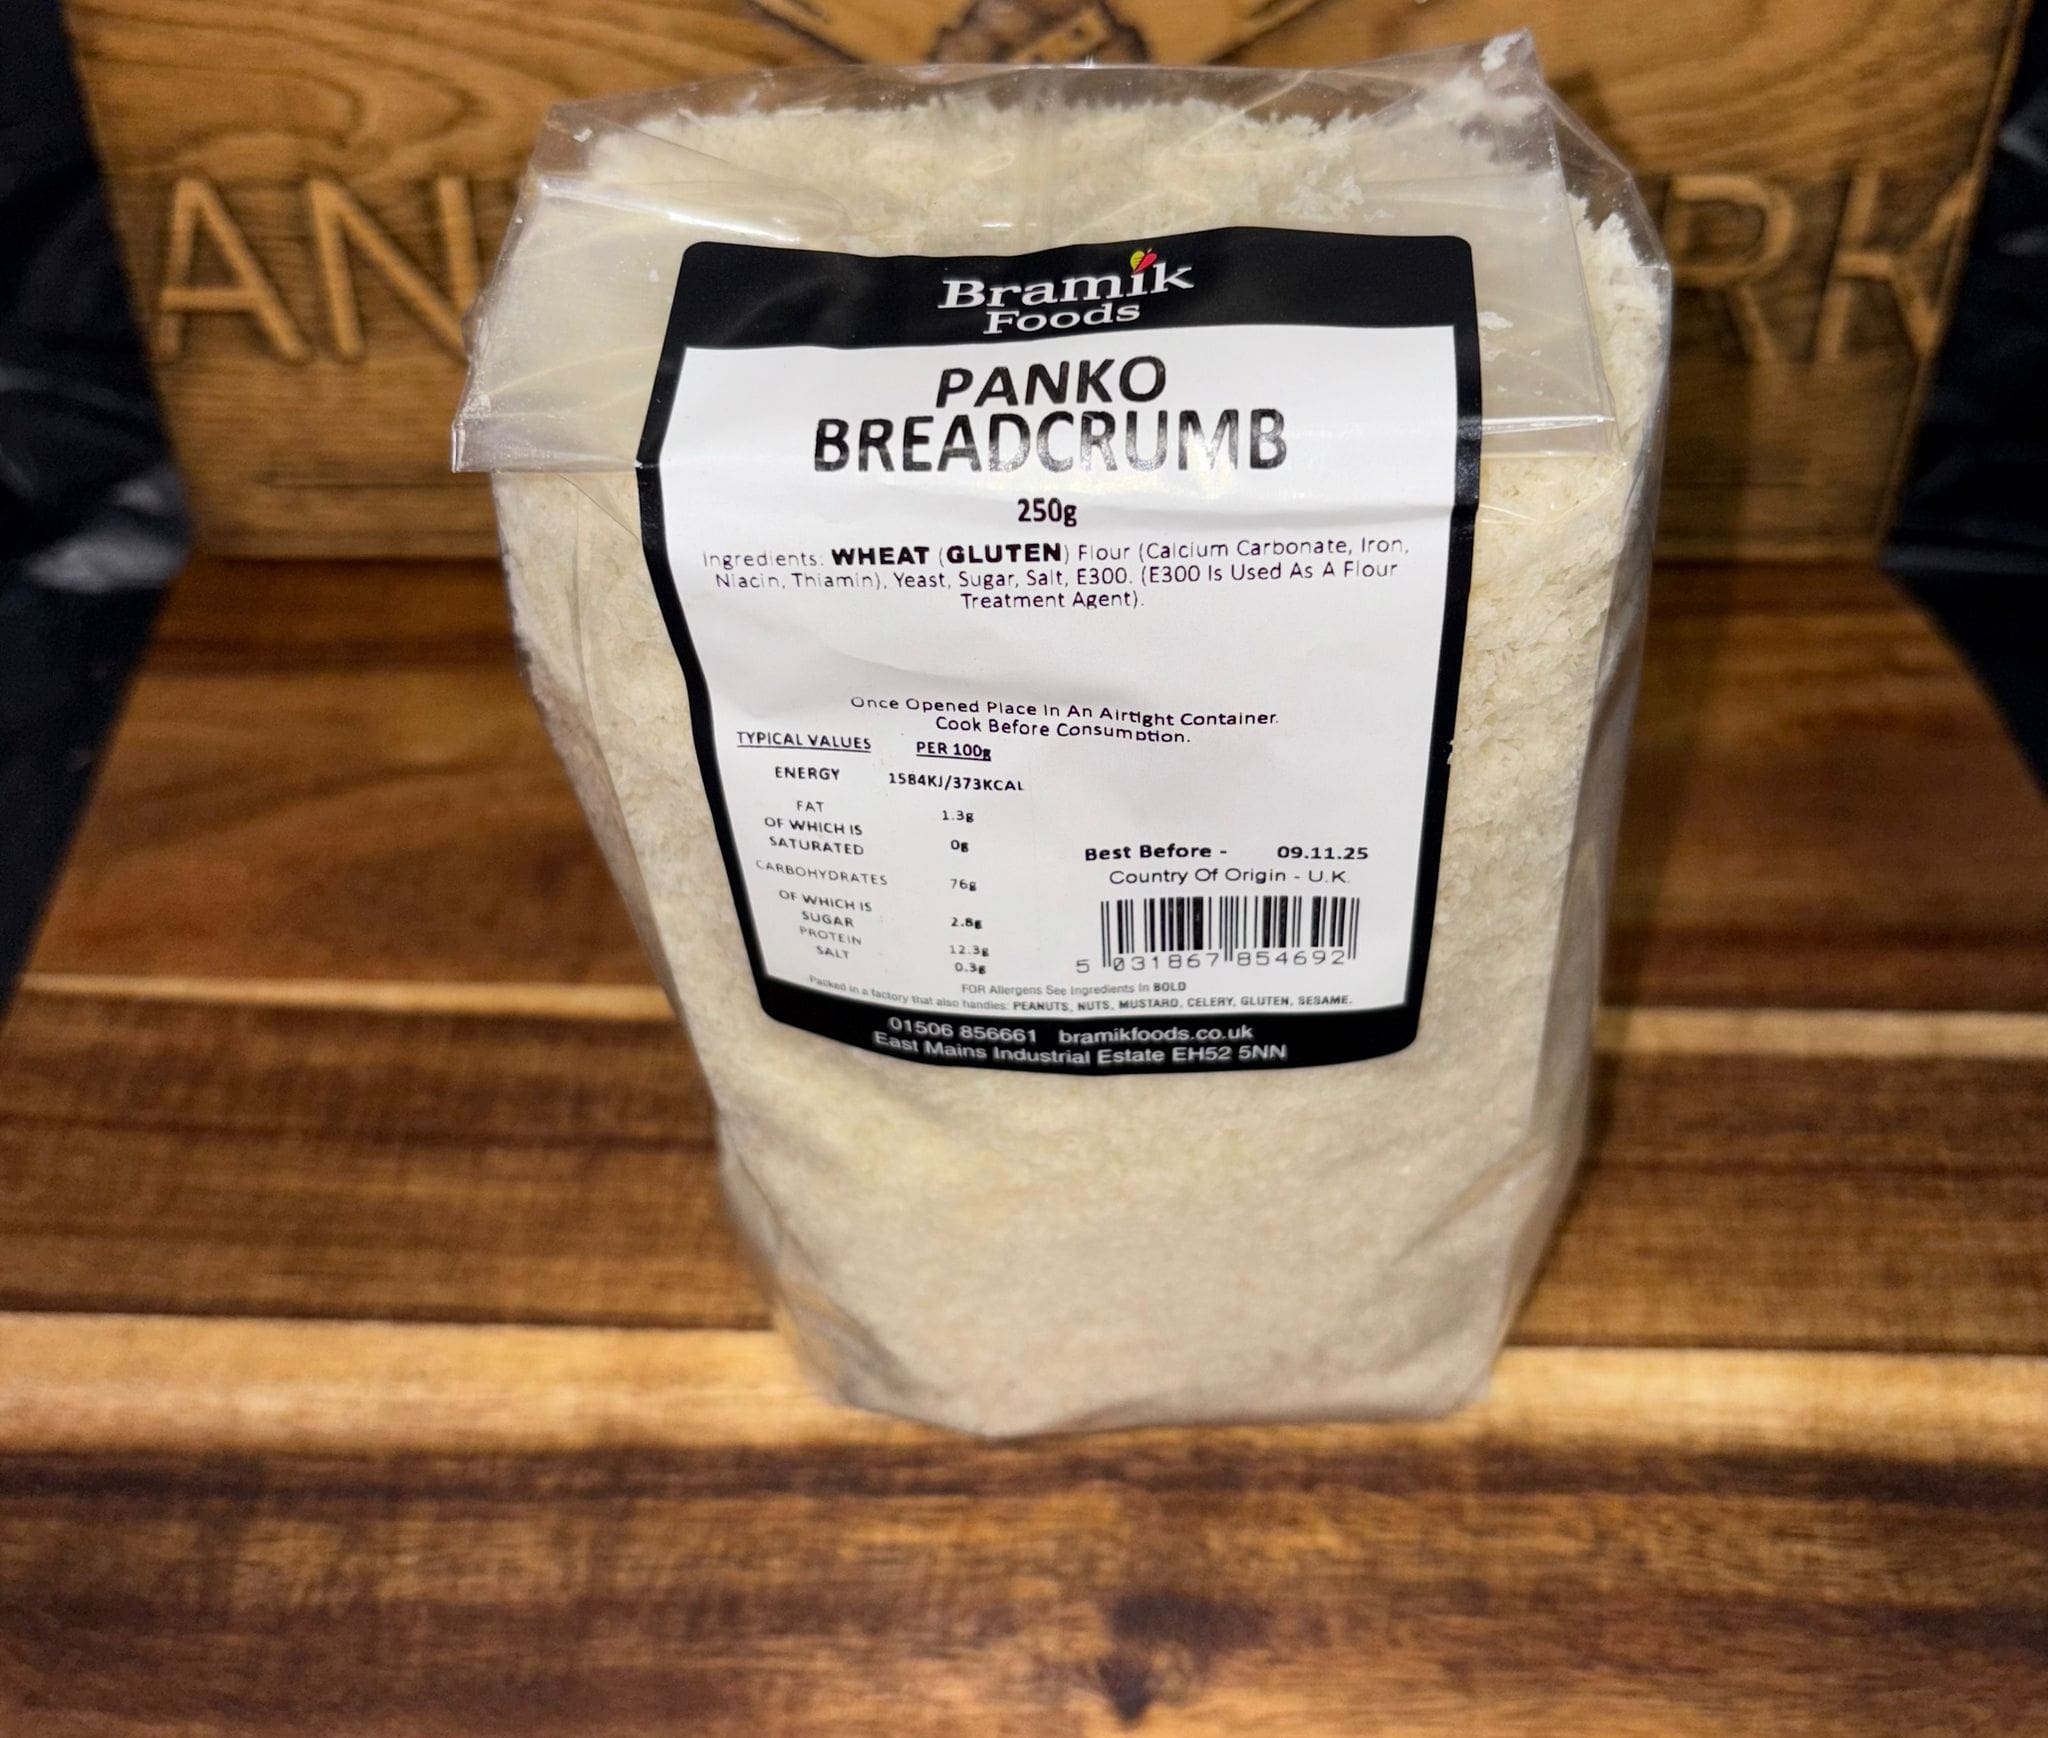 AN
RK
Bramik
Foods
PANKO
BREADCRUMB
250g
Ingredients: WHEAT (GLUTEN) Flour (Calcium Carbonate, Iron,
Niacin, Thiamin), Yeast, Sugar, Salt, E300. (E300 Is Used As A Flour
Treatment Agent).
Once Opened Place In An Airtight Container.
Cook Before Consumption.
TYPICAL VALUES PER 100g
ENERGY 1584KJ/373KCAL
FAT 1.3g
OF WHICH IS
SATURATED 0g
CARBOHYDRATES 76g
OF WHICH IS
SUGAR 2.8g
PROTEIN 12.3g
SALT 0.3g
Best Before - 09.11.25
Country Of Origin - U.K.
5 031867 854692
FOR Allergens See Ingredients In BOLD
Packed in a factory that also handles: PEANUTS, NUTS, MUSTARD, CELERY, GLUTEN, SESAME.
01506 856661 bramikfoods.co.uk
East Mains Industrial Estate EH52 5NN